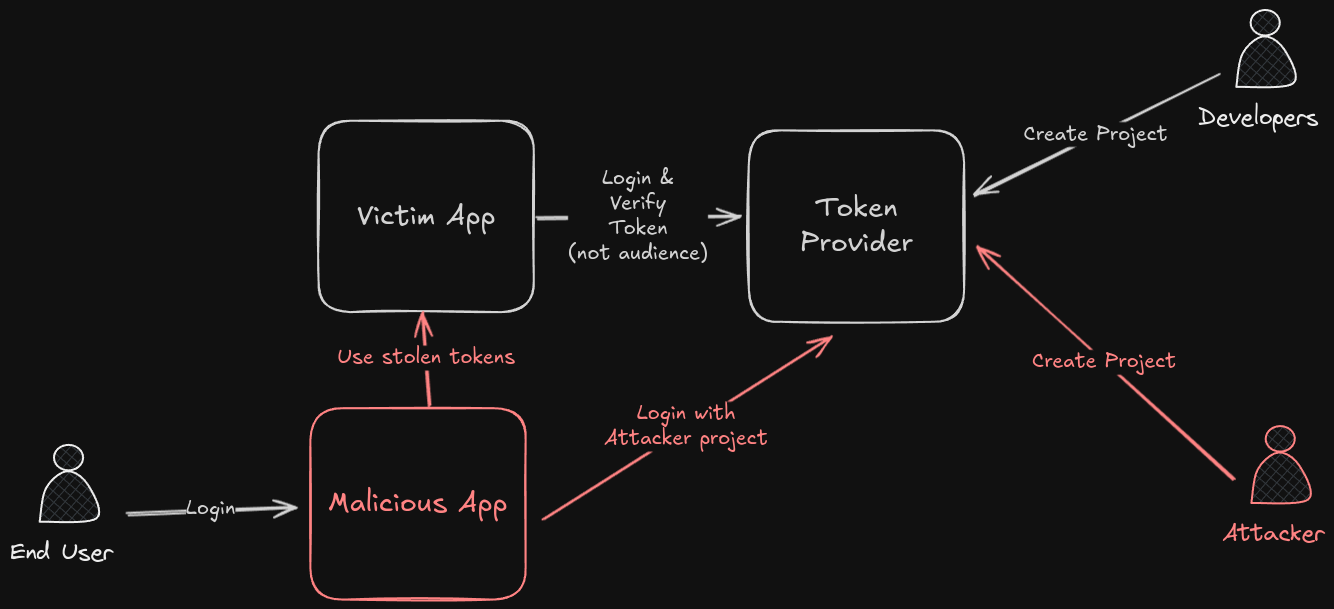 Developers
Create Project
Victim App
Login &
Verify
Token
(not audience)
Token
Provider
Use stolen tokens
Create Project
Login with
Attacker project
Malicious App
Login
End User
Attacker